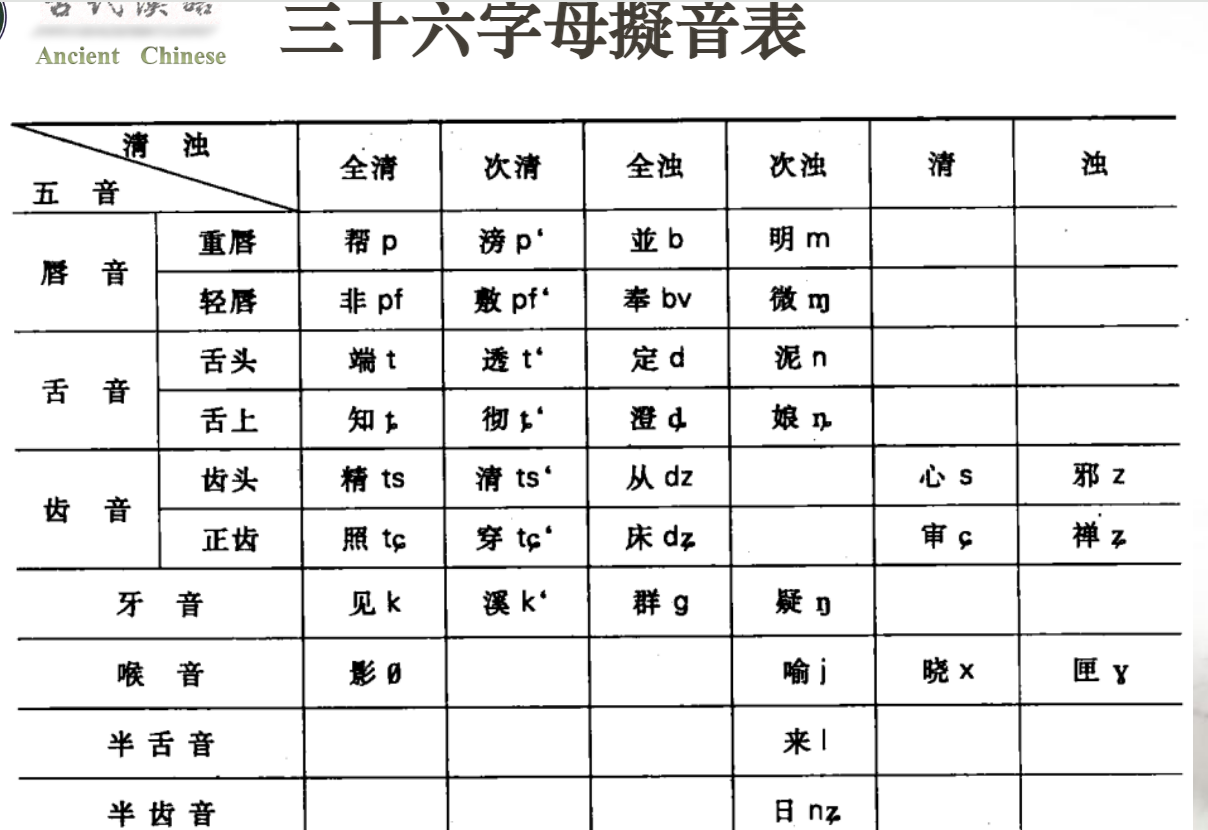 古代漢語
Ancient Chinese
三十六字母擬音表
清 浊
五 音
全清 次清 全浊 次浊 清 浊
唇 音 重唇 帮 p 滂 p‘ 並 b 明 m
轻唇 非 pf 敷 pf‘ 奉 bv 微 ɱ
舌 音 舌头 端 t 透 t‘ 定 d 泥 n
舌上 知 ȶ 彻 ȶ‘ 澄 ȡ 娘 ȵ
齿 音 齿头 精 ts 清 ts‘ 从 dz 心 s 邪 z
正齿 照 tɕ 穿 tɕ‘ 床 dʑ 审 ɕ 禅 ʑ
牙 音 见 k 溪 k‘ 群 g 疑 ŋ
喉 音 影 ø 喻 j 晓 x 匣 ɣ
半 舌 音 来 l
半 齿 音 日 nʑ